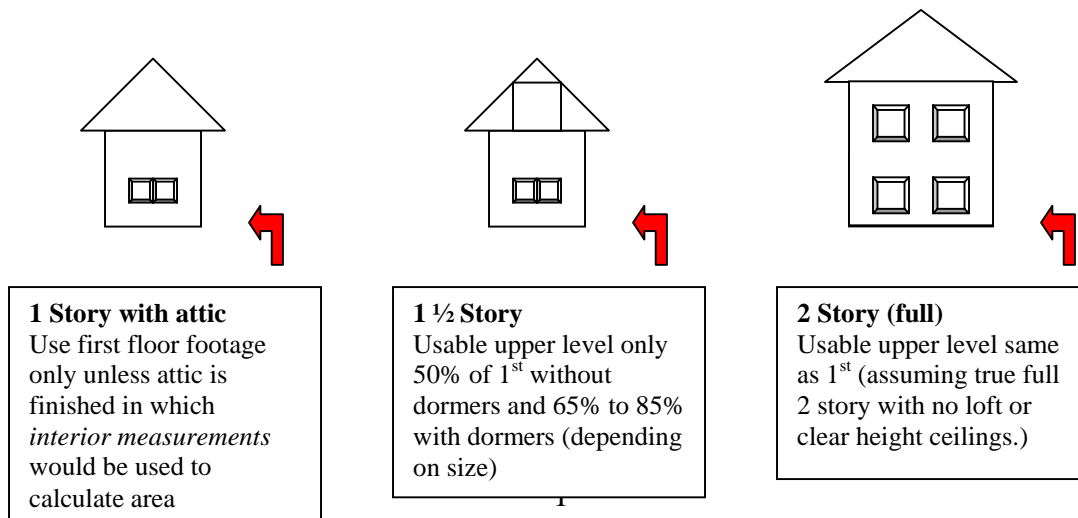 1 Story with attic
Use first floor footage
only unless attic is
finished in which
interior measurements
would be used to
calculate area
1 ½ Story
Usable upper level only
50% of 1st without
dormers and 65% to 85%
with dormers (depending
on size)
2 Story (full)
Usable upper level same
as 1st (assuming true full
2 story with no loft or
clear height ceilings.)